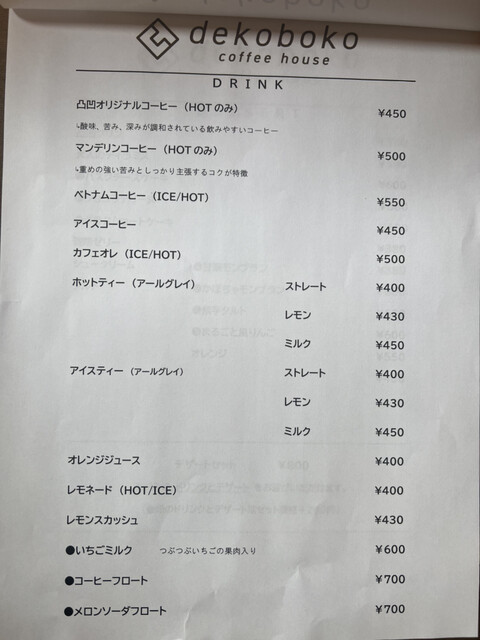 dekoboko
coffee house
DRINK
凸凹オリジナルコーヒー（HOTのみ） ¥450
↳酸味、苦み、深みが調和されている飲みやすいコーヒー
マンデリンコーヒー（HOTのみ） ¥500
↳重めの強い苦みとしっかり主張するコクが特徴
ベトナムコーヒー（ICE/HOT） ¥550
アイスコーヒー ¥450
カフェオレ（ICE/HOT） ¥500
ホットティー（アールグレイ） ストレート ¥400
レモン ¥430
ミルク ¥450
アイスティー（アールグレイ） ストレート ¥400
レモン ¥430
ミルク ¥450
オレンジジュース ¥400
レモネード（HOT/ICE） ¥400
レモンスカッシュ ¥430
●いちごミルク つぶつぶいちごの果肉入り ¥600
●コーヒーフロート ¥700
●メロンソーダフロート ¥700